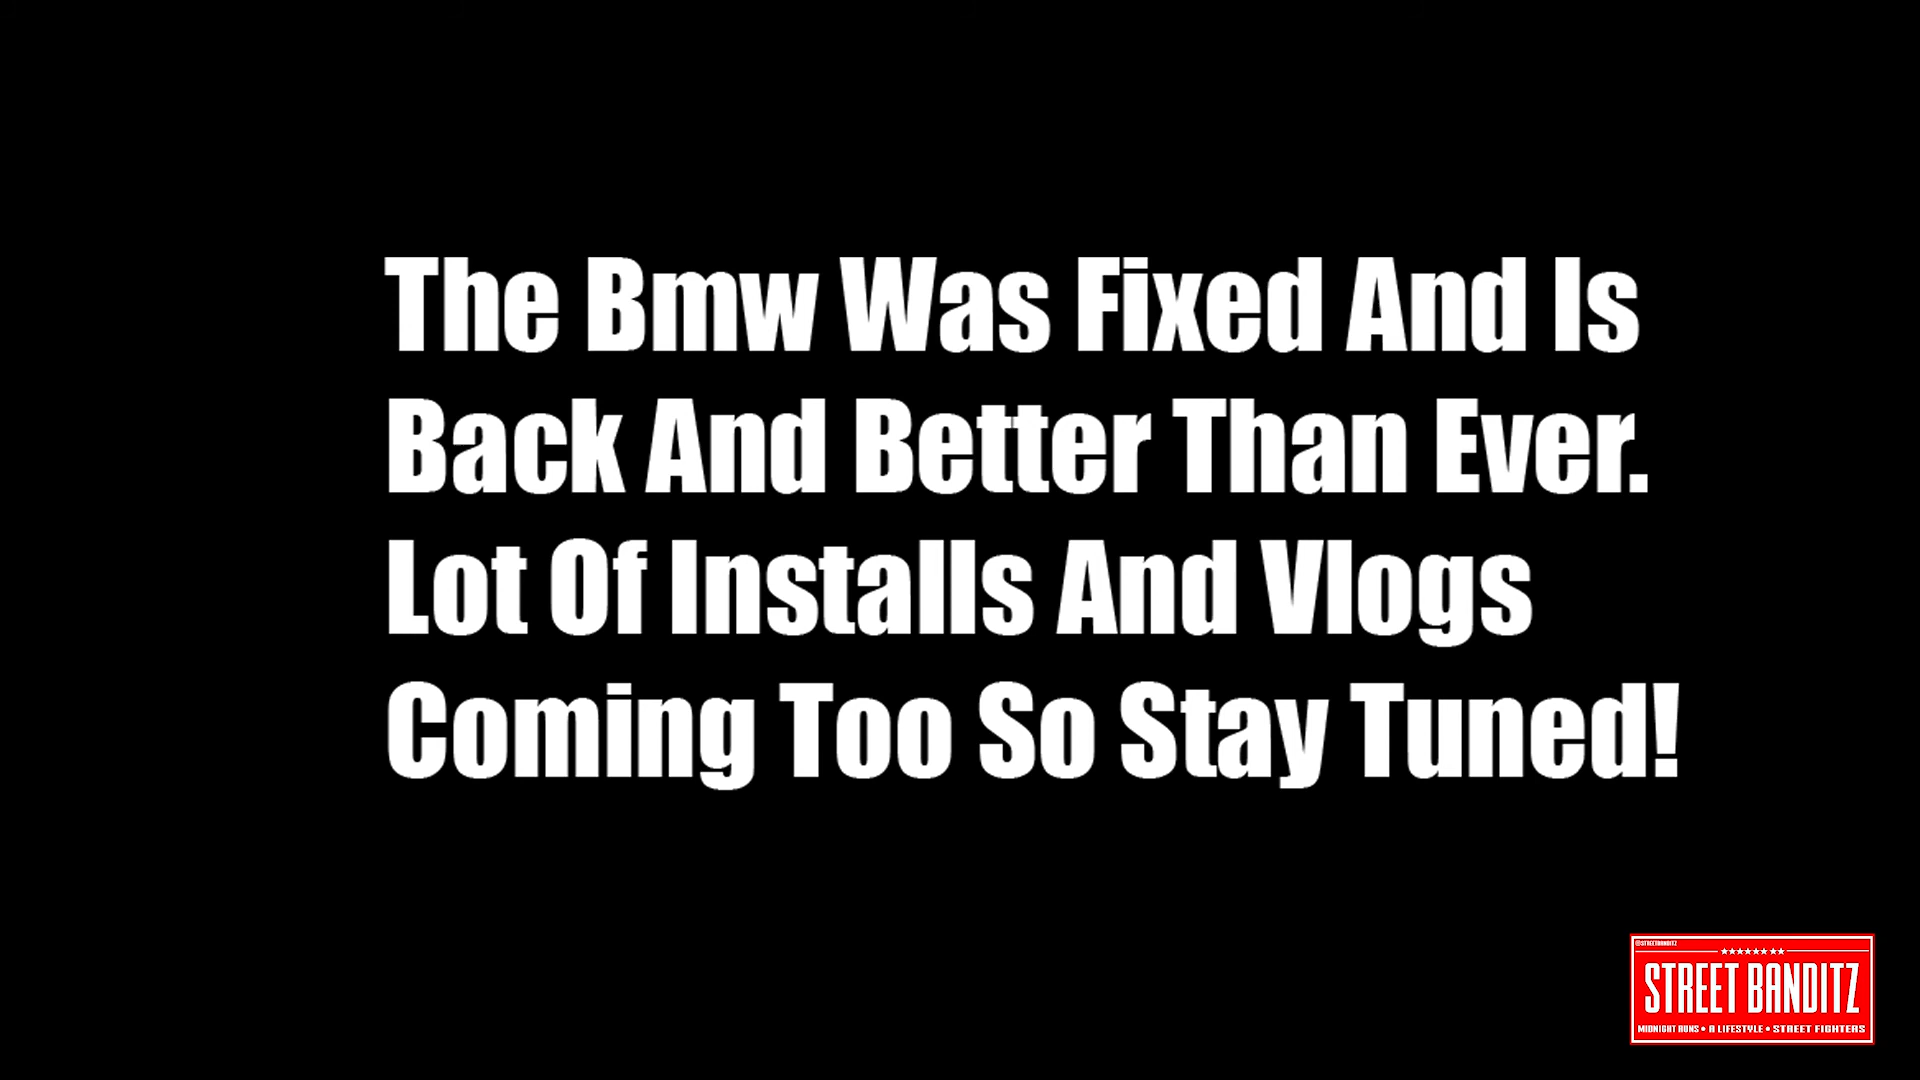 The Bmw Was Fixed And Is
Back And Better Than Ever.
Lot Of Installs And Vlogs
Coming Too So Stay Tuned!
@STREETBANDITZ
STREET BANDITZ
MIDNIGHT RUNS • A LIFESTYLE • STREET FIGHTERS